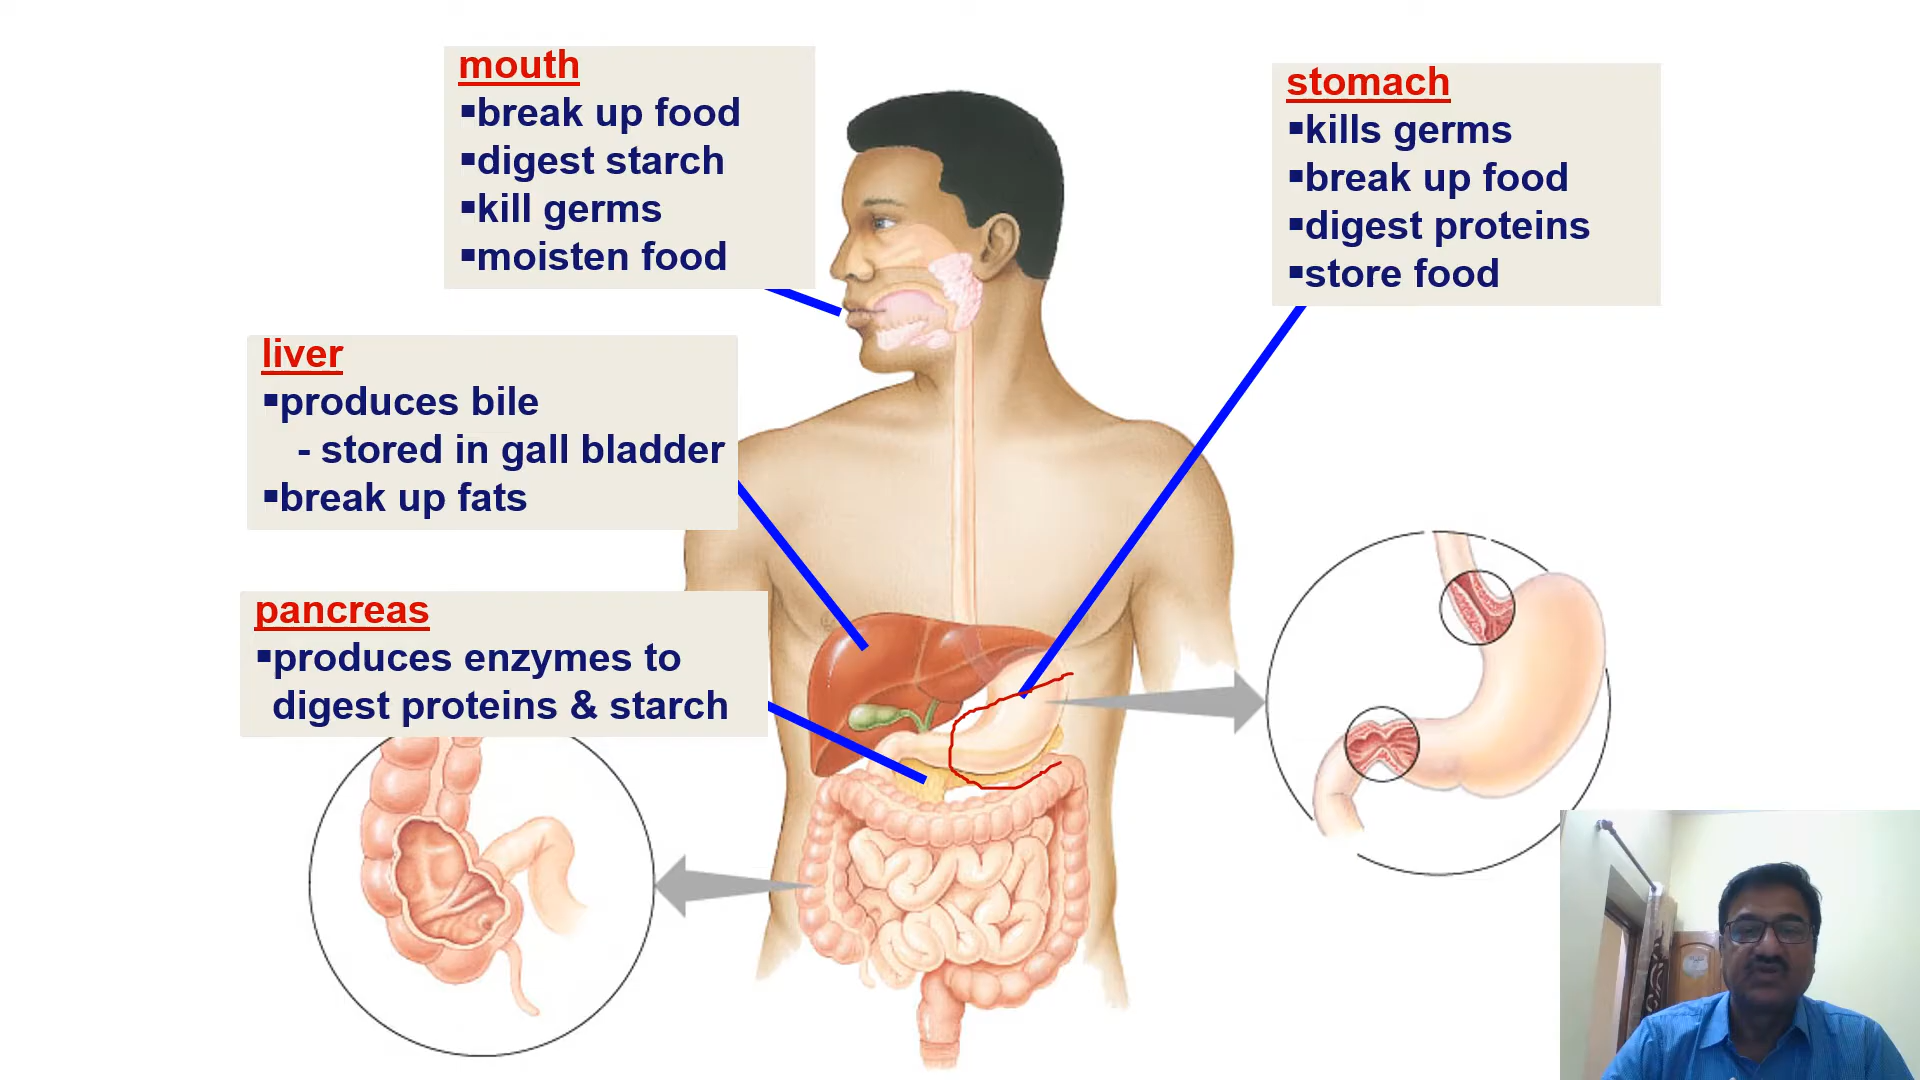 mouth
▪break up food
▪digest starch
▪kill germs
▪moisten food
stomach
▪kills germs
▪break up food
▪digest proteins
▪store food
liver
▪produces bile
- stored in gall bladder
▪break up fats
pancreas
▪produces enzymes to
digest proteins & starch